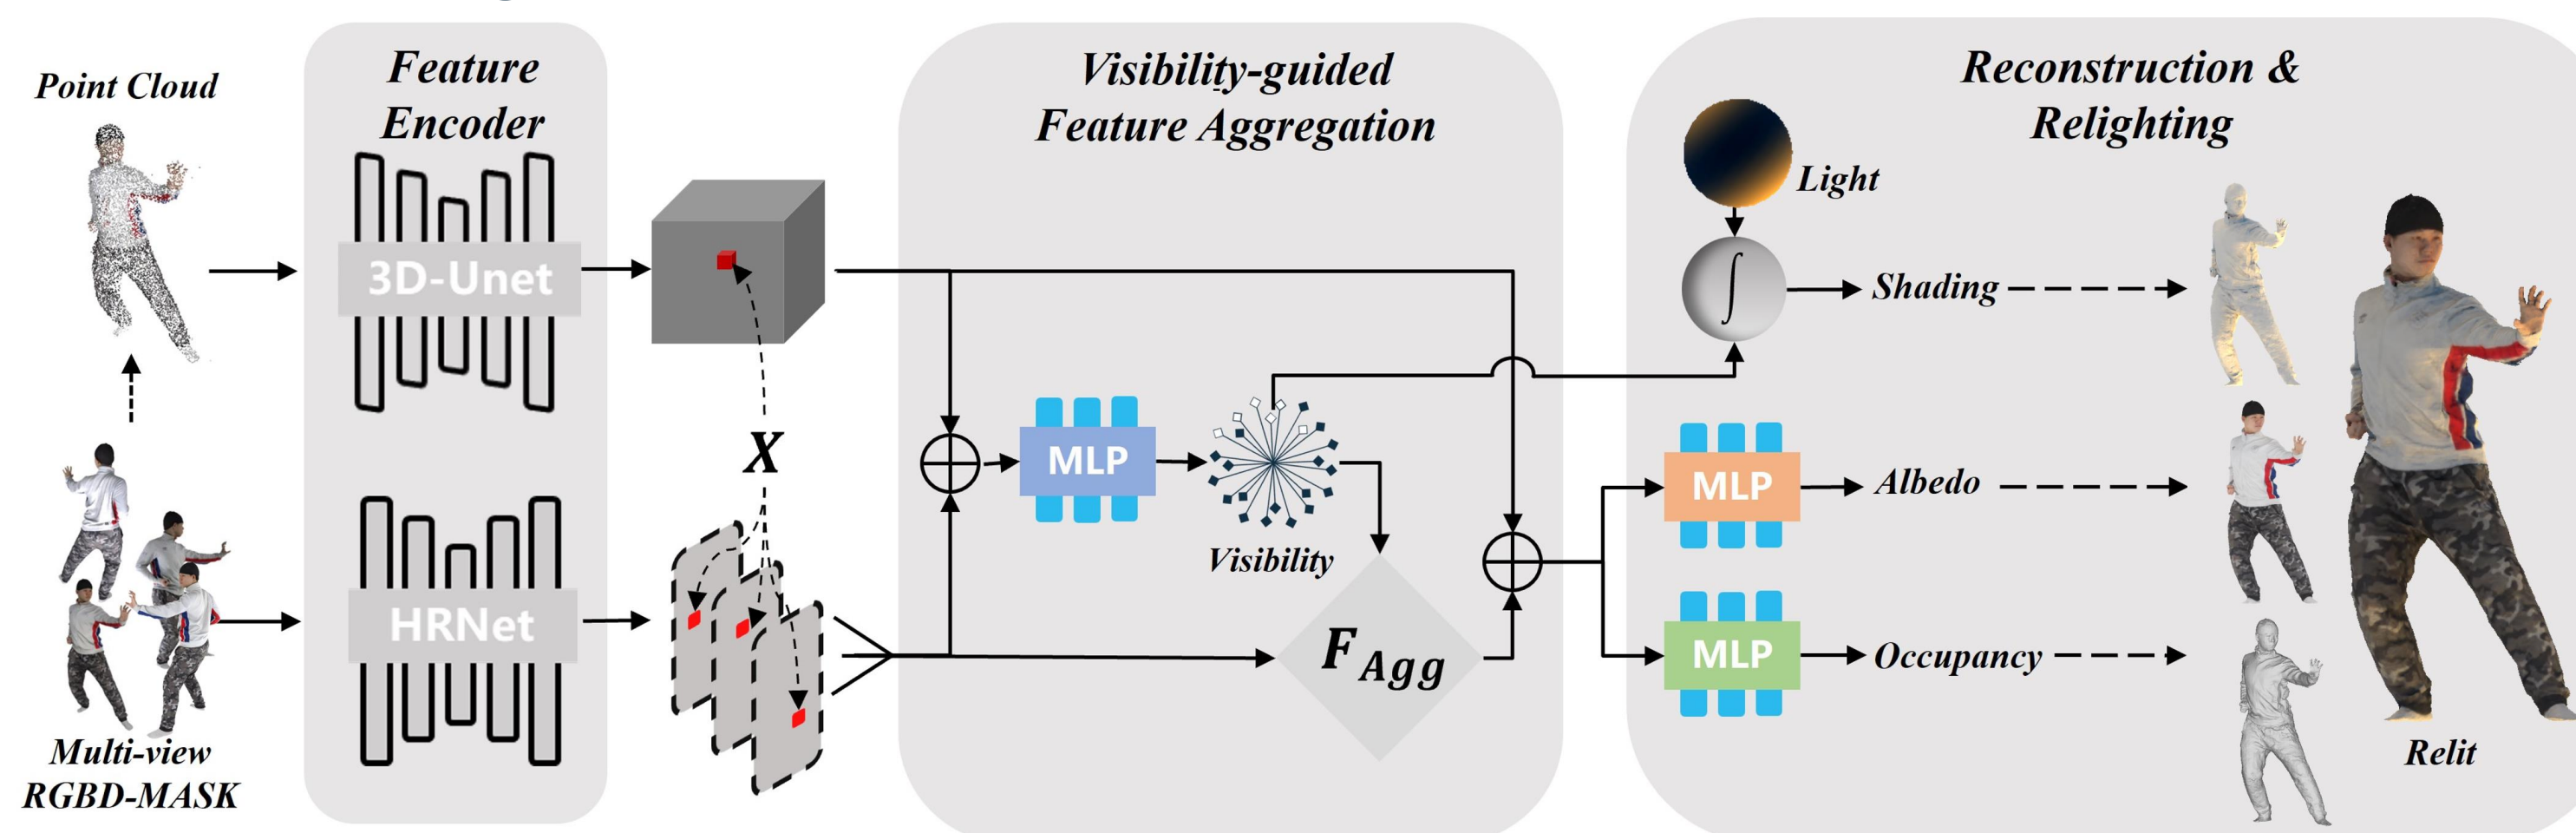 Point Cloud
Multi-view
RGBD-MASK
Feature
Encoder
3D-Unet
HRNet
X
Visibility-guided
Feature Aggregation
MLP
Visibility
F Agg
Reconstruction &
Relighting
Light
∫
Shading
MLP
Albedo
MLP
Occupancy
Relit